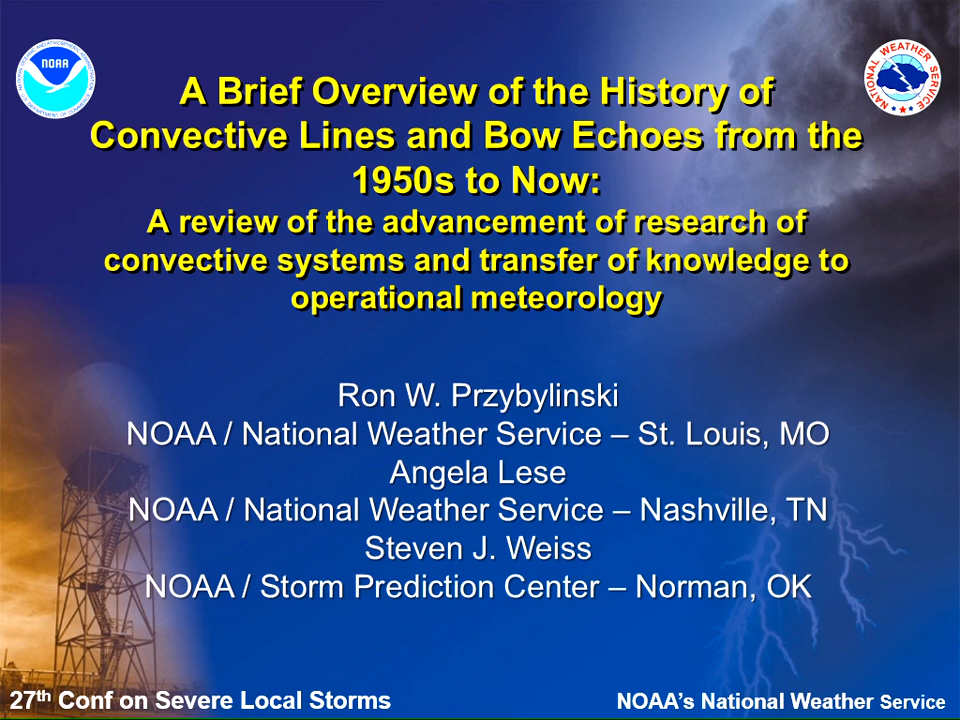 NOAA
NATIONAL WEATHER SERVICE
A Brief Overview of the History of
Convective Lines and Bow Echoes from the
1950s to Now:
A review of the advancement of research of
convective systems and transfer of knowledge to
operational meteorology
Ron W. Przybylinski
NOAA / National Weather Service – St. Louis, MO
Angela Lese
NOAA / National Weather Service – Nashville, TN
Steven J. Weiss
NOAA / Storm Prediction Center – Norman, OK
27th Conf on Severe Local Storms
NOAA’s National Weather Service